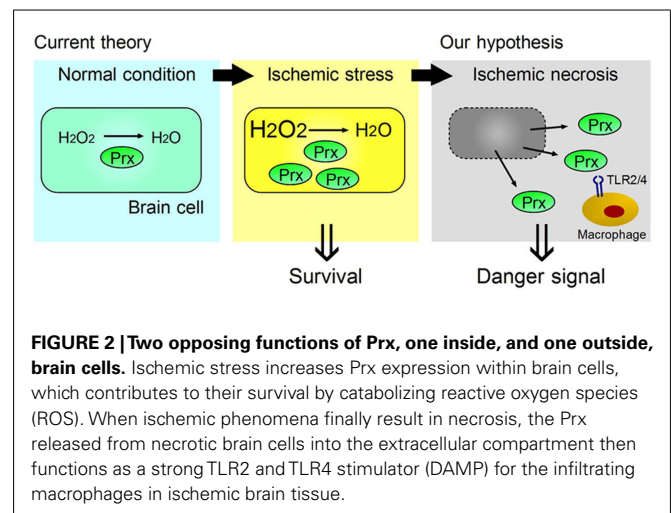 Current theory
Our hypothesis
Normal condition
Ischemic stress
Ischemic necrosis
H2O2 → H2O
Prx
Brain cell
H2O2 → H2O
Prx
Prx
Prx
Prx
Prx
Prx
TLR2/4
Macrophage
Survival
Danger signal
FIGURE 2 | Two opposing functions of Prx, one inside, and one outside,
brain cells. Ischemic stress increases Prx expression within brain cells,
which contributes to their survival by catabolizing reactive oxygen species
(ROS). When ischemic phenomena finally result in necrosis, the Prx
released from necrotic brain cells into the extracellular compartment then
functions as a strong TLR2 and TLR4 stimulator (DAMP) for the infiltrating
macrophages in ischemic brain tissue.